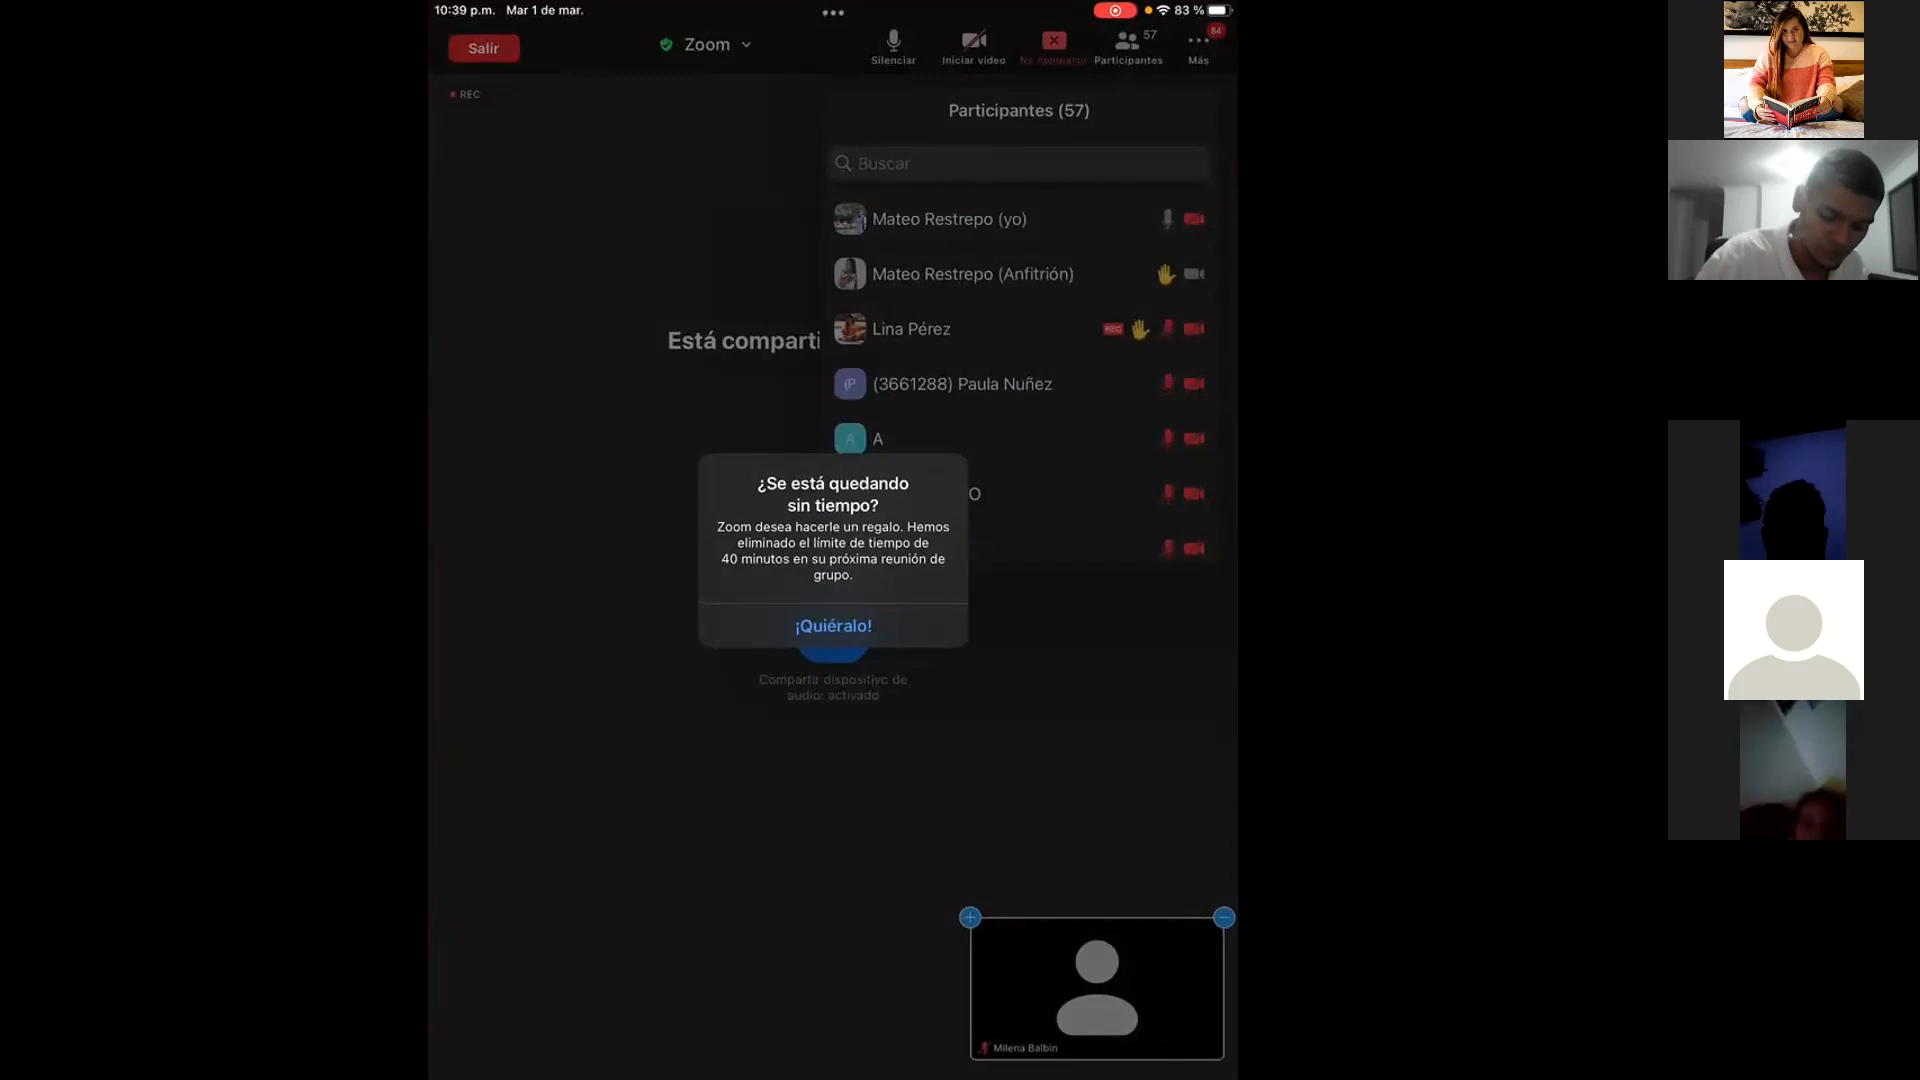 10:39 p.m. Mar 1 de mar.
83 %
Salir
Zoom
Silenciar
Iniciar video
No compartir
57
Participantes
84
Más
REC
Participantes (57)
Buscar
Mateo Restrepo (yo)
Mateo Restrepo (Anfitrión)
Lina Pérez
REC
Está comparti
(P
(3661288) Paula Nuñez
A
A
O
¿Se está quedando
sin tiempo?
Zoom desea hacerle un regalo. Hemos
eliminado el límite de tiempo de
40 minutos en su próxima reunión de
grupo.
¡Quiéralo!
Compartir dispositivo de
audio: activado
Milena Balbin